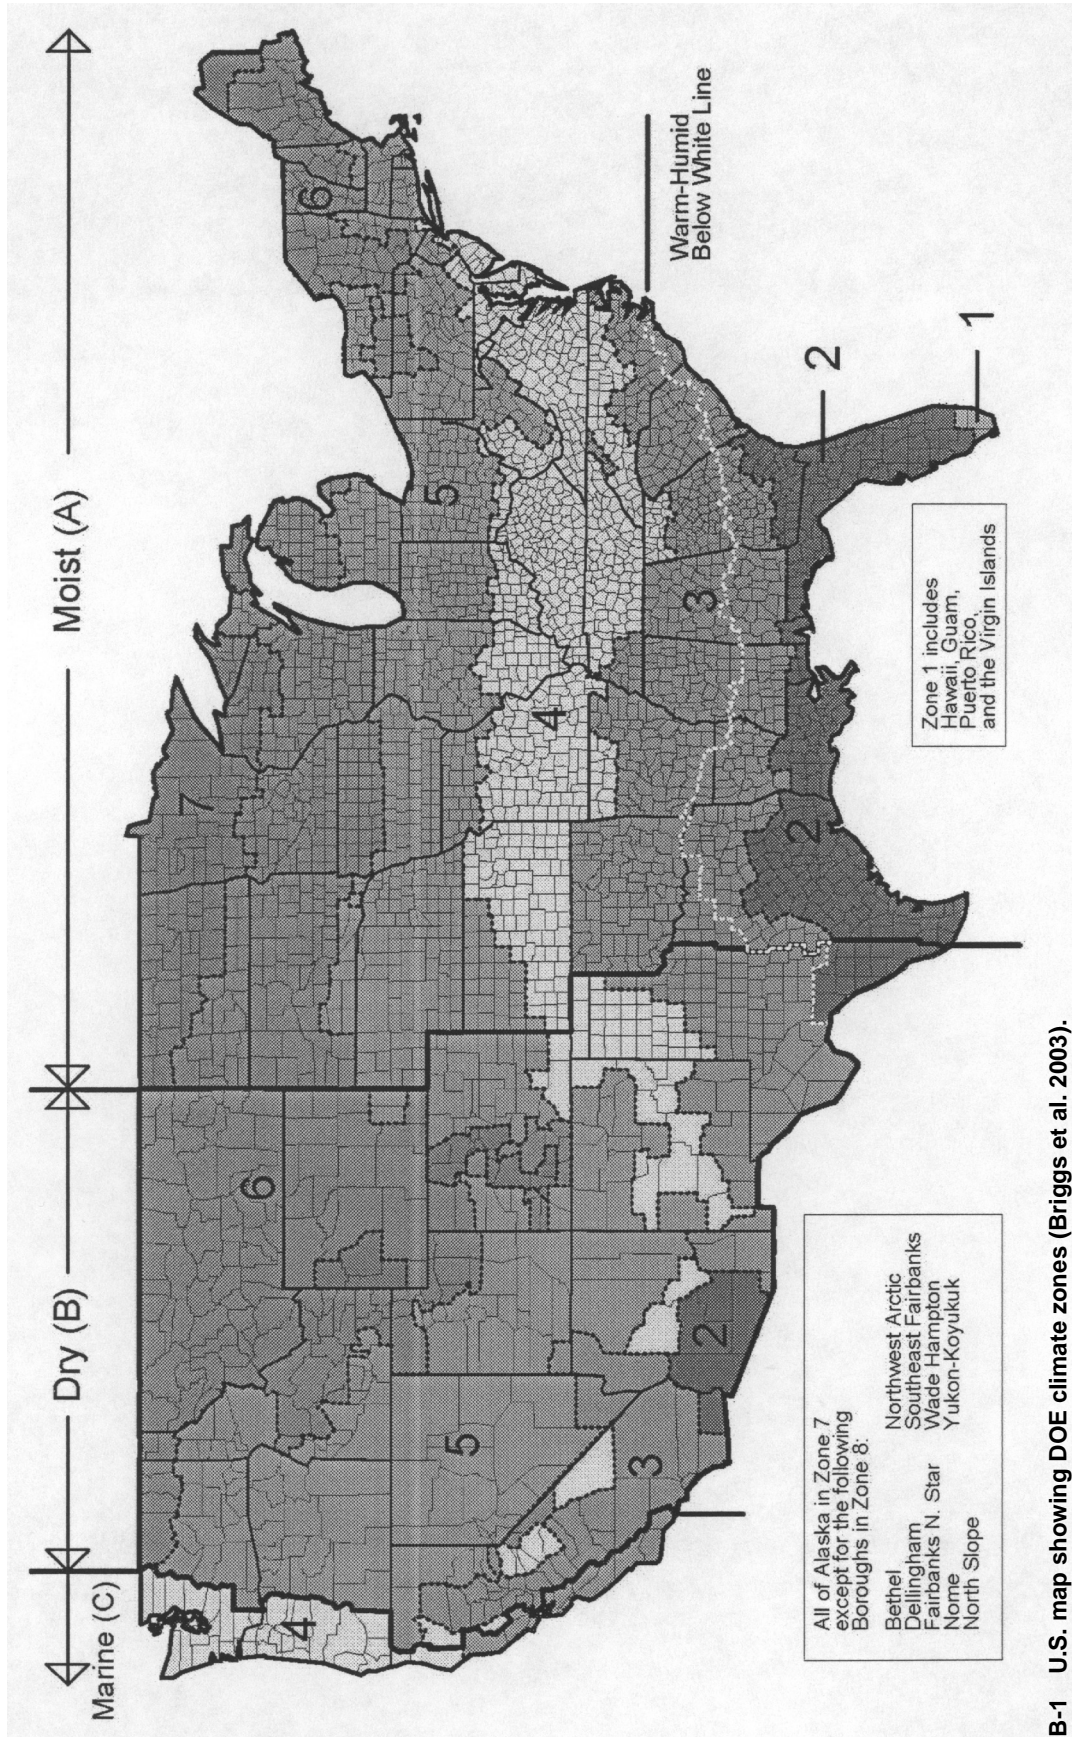 Marine (C)
Dry (B)
Moist (A)
7
6
6
5
5
4
4
3
3
2
2
2
1
Warm-Humid
Below White Line
All of Alaska in Zone 7
except for the following
Boroughs in Zone 8:
Bethel
Dellingham
Fairbanks N. Star
Nome
North Slope
Northwest Arctic
Southeast Fairbanks
Wade Hampton
Yukon-Koyukuk
Zone 1 includes
Hawaii, Guam,
Puerto Rico,
and the Virgin Islands
B-1 U.S. map showing DOE climate zones (Briggs et al. 2003).